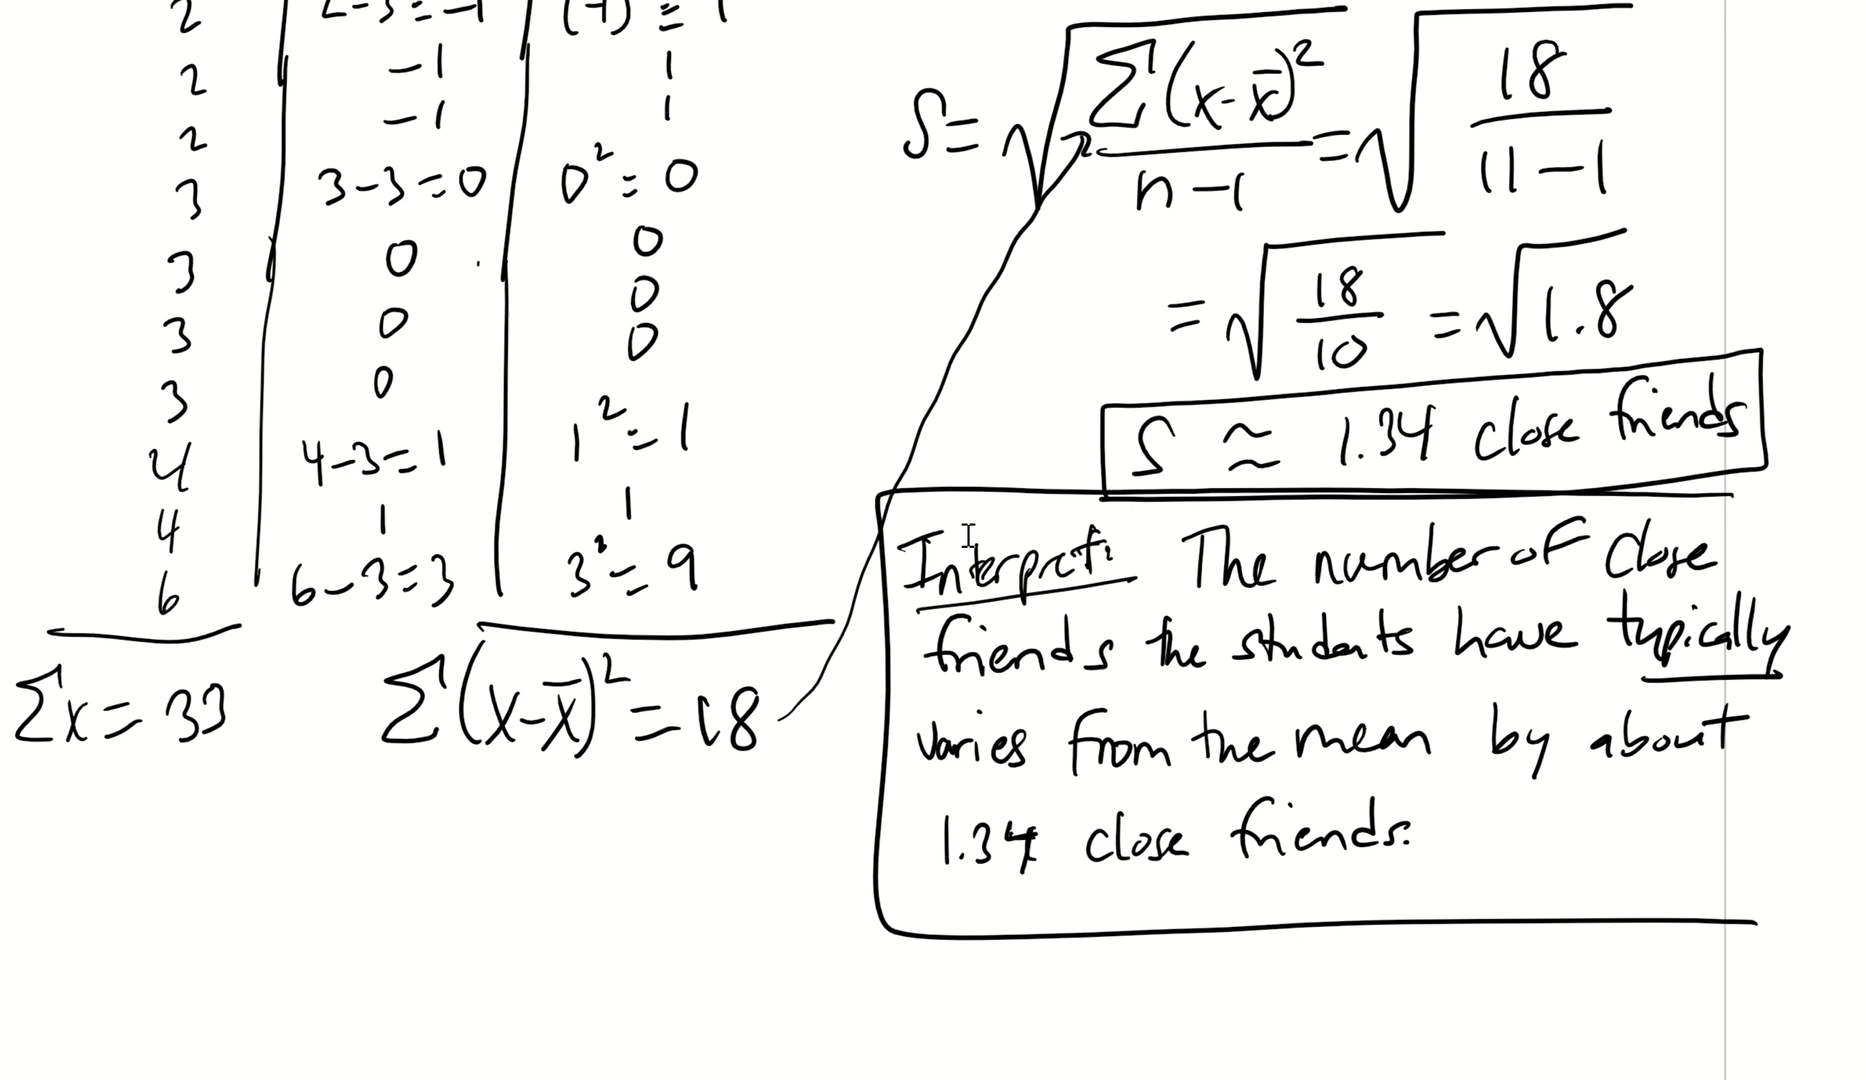 2 | 2-3=-1 | (-1)² = 1
2 | -1 | 1
2 | -1 | 1
3 | 3-3=0 | 0² = 0
3 | 0 | 0
3 | 0 | 0
3 | 0 | 0
4 | 4-3=1 | 1² = 1
4 | 1 | 1
6 | 6-3=3 | 3² = 9
Σx = 33
Σ(x-x̄)² = 18
S = √(Σ(x-x̄)² / n-1) = √(18 / 11-1)
= √(18/10) = √1.8
S ≈ 1.34 close friends
Interpret: The number of close
friends the students have typically
varies from the mean by about
1.34 close friends.